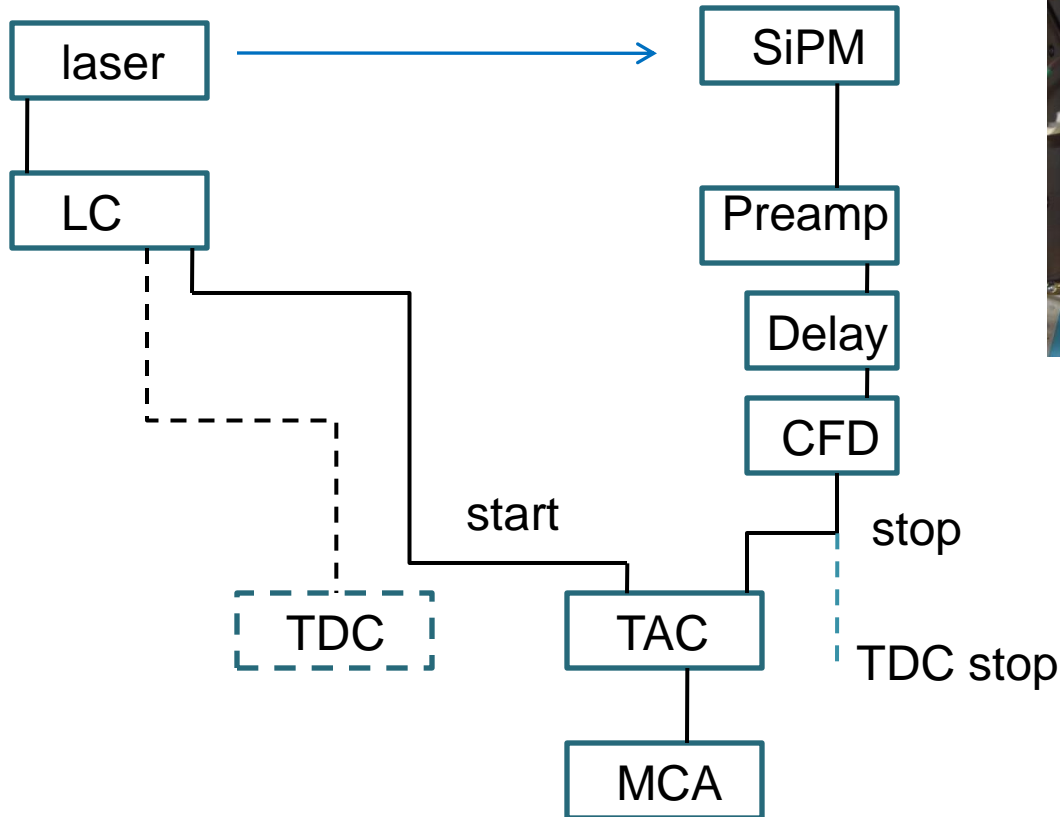 laser
SiPM
LC
Preamp
Delay
CFD
start
stop
TDC
TAC
TDC stop
MCA